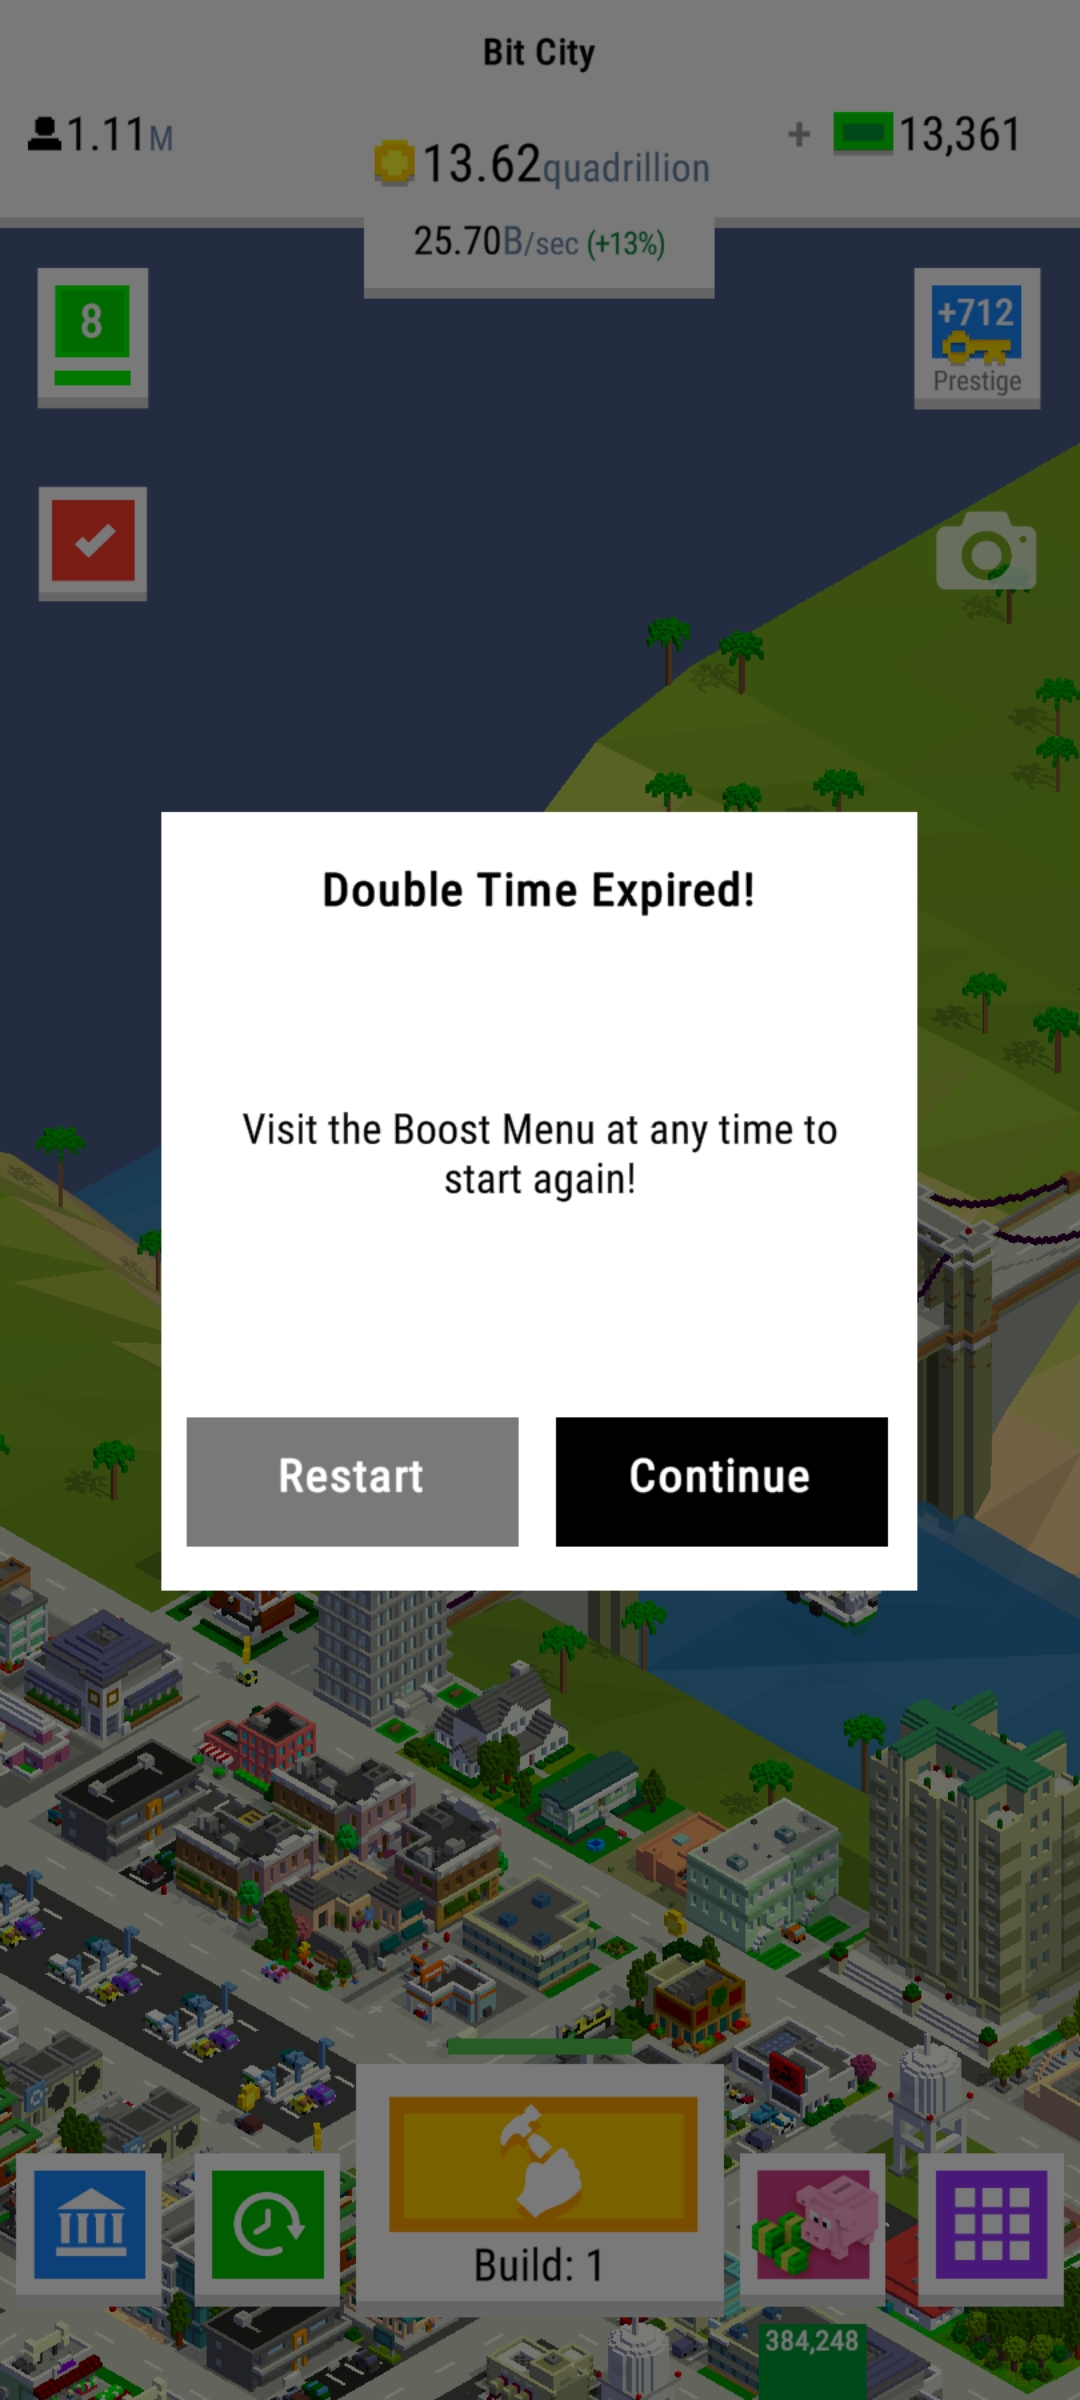 Bit City
1.11M
13.62quadrillion
+ 13,361
25.70B/sec (+13%)
8
+712
Prestige
Double Time Expired!
Visit the Boost Menu at any time to
start again!
Restart
Continue
Build: 1
384,248